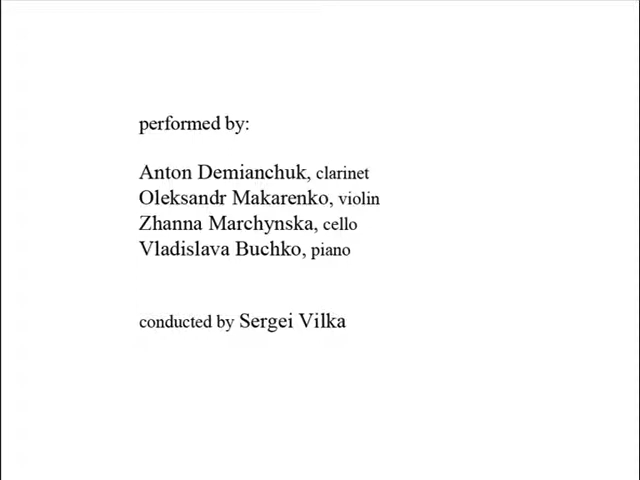 performed by:
Anton Demianchuk, clarinet
Oleksandr Makarenko, violin
Zhanna Marchynska, cello
Vladislava Buchko, piano
conducted by Sergei Vilka